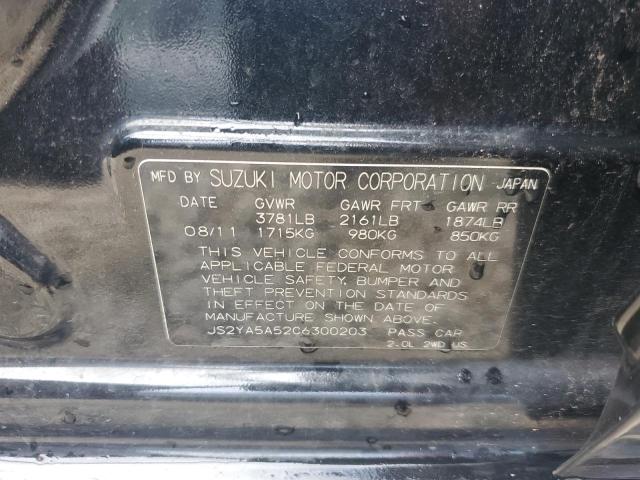 MFD BY SUZUKI MOTOR CORPORATION - JAPAN
DATE GVWR GAWR FRT GAWR RR
3781LB 2161LB 1874LB
08/11 1715KG 980KG 850KG
THIS VEHICLE CONFORMS TO ALL
APPLICABLE FEDERAL MOTOR
VEHICLE SAFETY, BUMPER AND
THEFT PREVENTION STANDARDS
IN EFFECT ON THE DATE OF
MANUFACTURE SHOWN ABOVE.
JS2YA5A52C6300203 PASS CAR
2.0L 2WD US